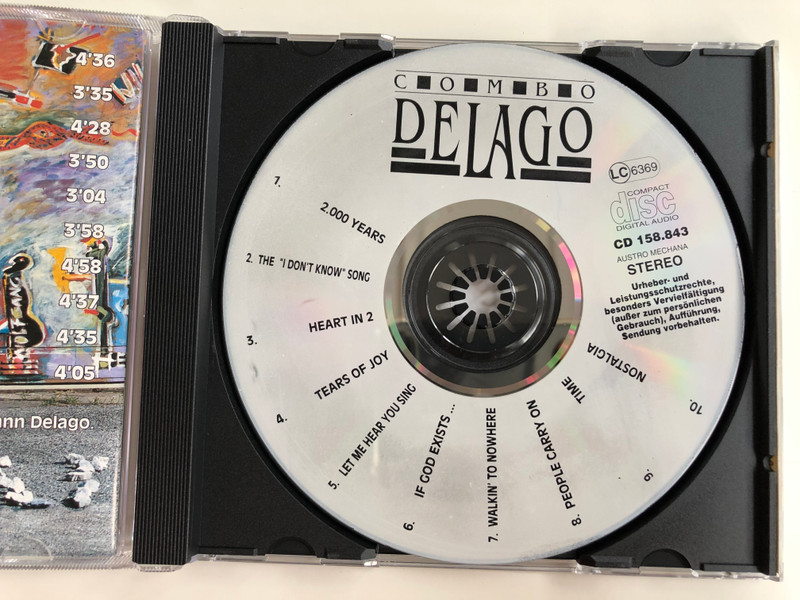 4'36
3'35
4'28
3'50
3'04
3'58
4'58
4'37
4'35
4'05
WOLFGANG
ann Delago
COMBO
DELAGO
LC 6369
COMPACT
disc
DIGITAL AUDIO
CD 158.843
AUSTRO MECHANA
STEREO
Urheber- und
Leistungsschutzrechte,
besonders Vervielfältigung
(außer zum persönlichen
Gebrauch), Aufführung,
Sendung vorbehalten.
1. 2.000 YEARS
2. THE "I DON'T KNOW" SONG
3. HEART IN 2
4. TEARS OF JOY
5. LET ME HEAR YOU SING
6. IF GOD EXISTS ...
7. WALKIN' TO NOWHERE
8. PEOPLE CARRY ON
9. TIME
10. NOSTALGIA